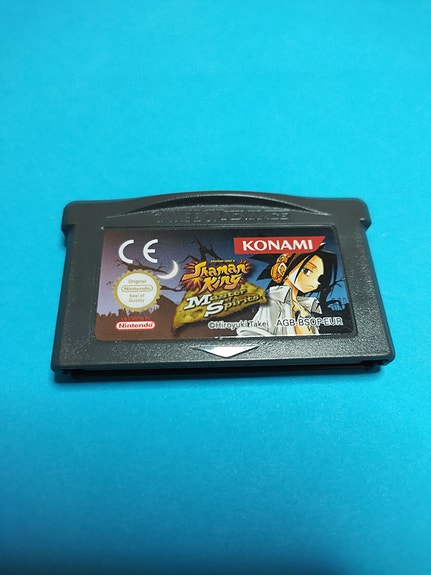 GAME BOY ADVANCE
CE
KONAMI
Shaman
King
Master
of
Spirits
Original
Nintendo
Seal of
Quality
Nintendo
©Hiroyuki Takei
AGB-BSOP-EUR